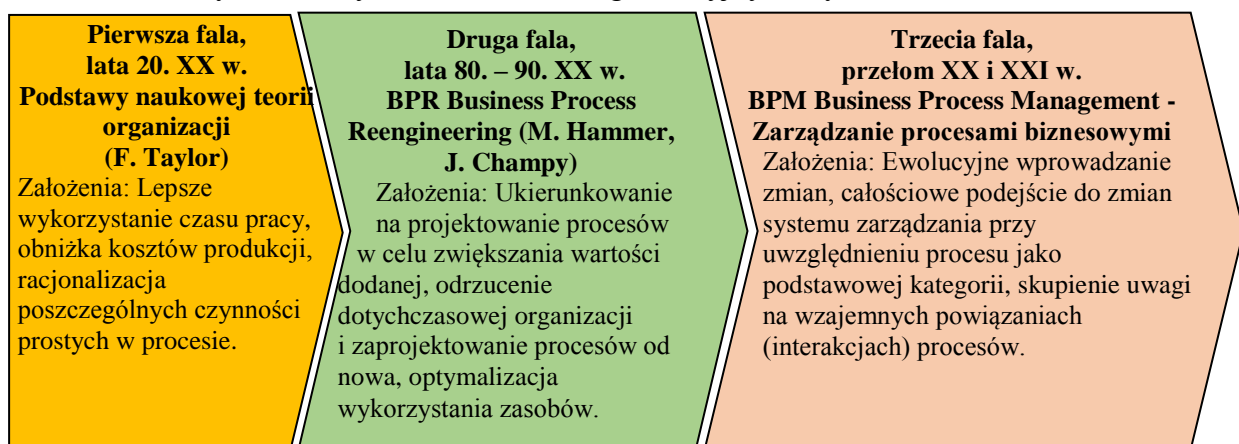 Pierwsza fala,
lata 20. XX w.
Podstawy naukowej teorii
organizacji
(F. Taylor)
Założenia: Lepsze
wykorzystanie czasu pracy,
obniżka kosztów produkcji,
racjonalizacja
poszczególnych czynności
prostych w procesie.
Druga fala,
lata 80. – 90. XX w.
BPR Business Process
Reengineering (M. Hammer,
J. Champy)
Założenia: Ukierunkowanie
na projektowanie procesów
w celu zwiększania wartości
dodanej, odrzucenie
dotychczasowej organizacji
i zaprojektowanie procesów od
nowa, optymalizacja
wykorzystania zasobów.
Trzecia fala,
przełom XX i XXI w.
BPM Business Process Management -
Zarządzanie procesami biznesowymi
Założenia: Ewolucyjne wprowadzanie
zmian, całościowe podejście do zmian
systemu zarządzania przy
uwzględnieniu procesu jako
podstawowej kategorii, skupienie uwagi
na wzajemnych powiązaniach
(interakcjach) procesów.